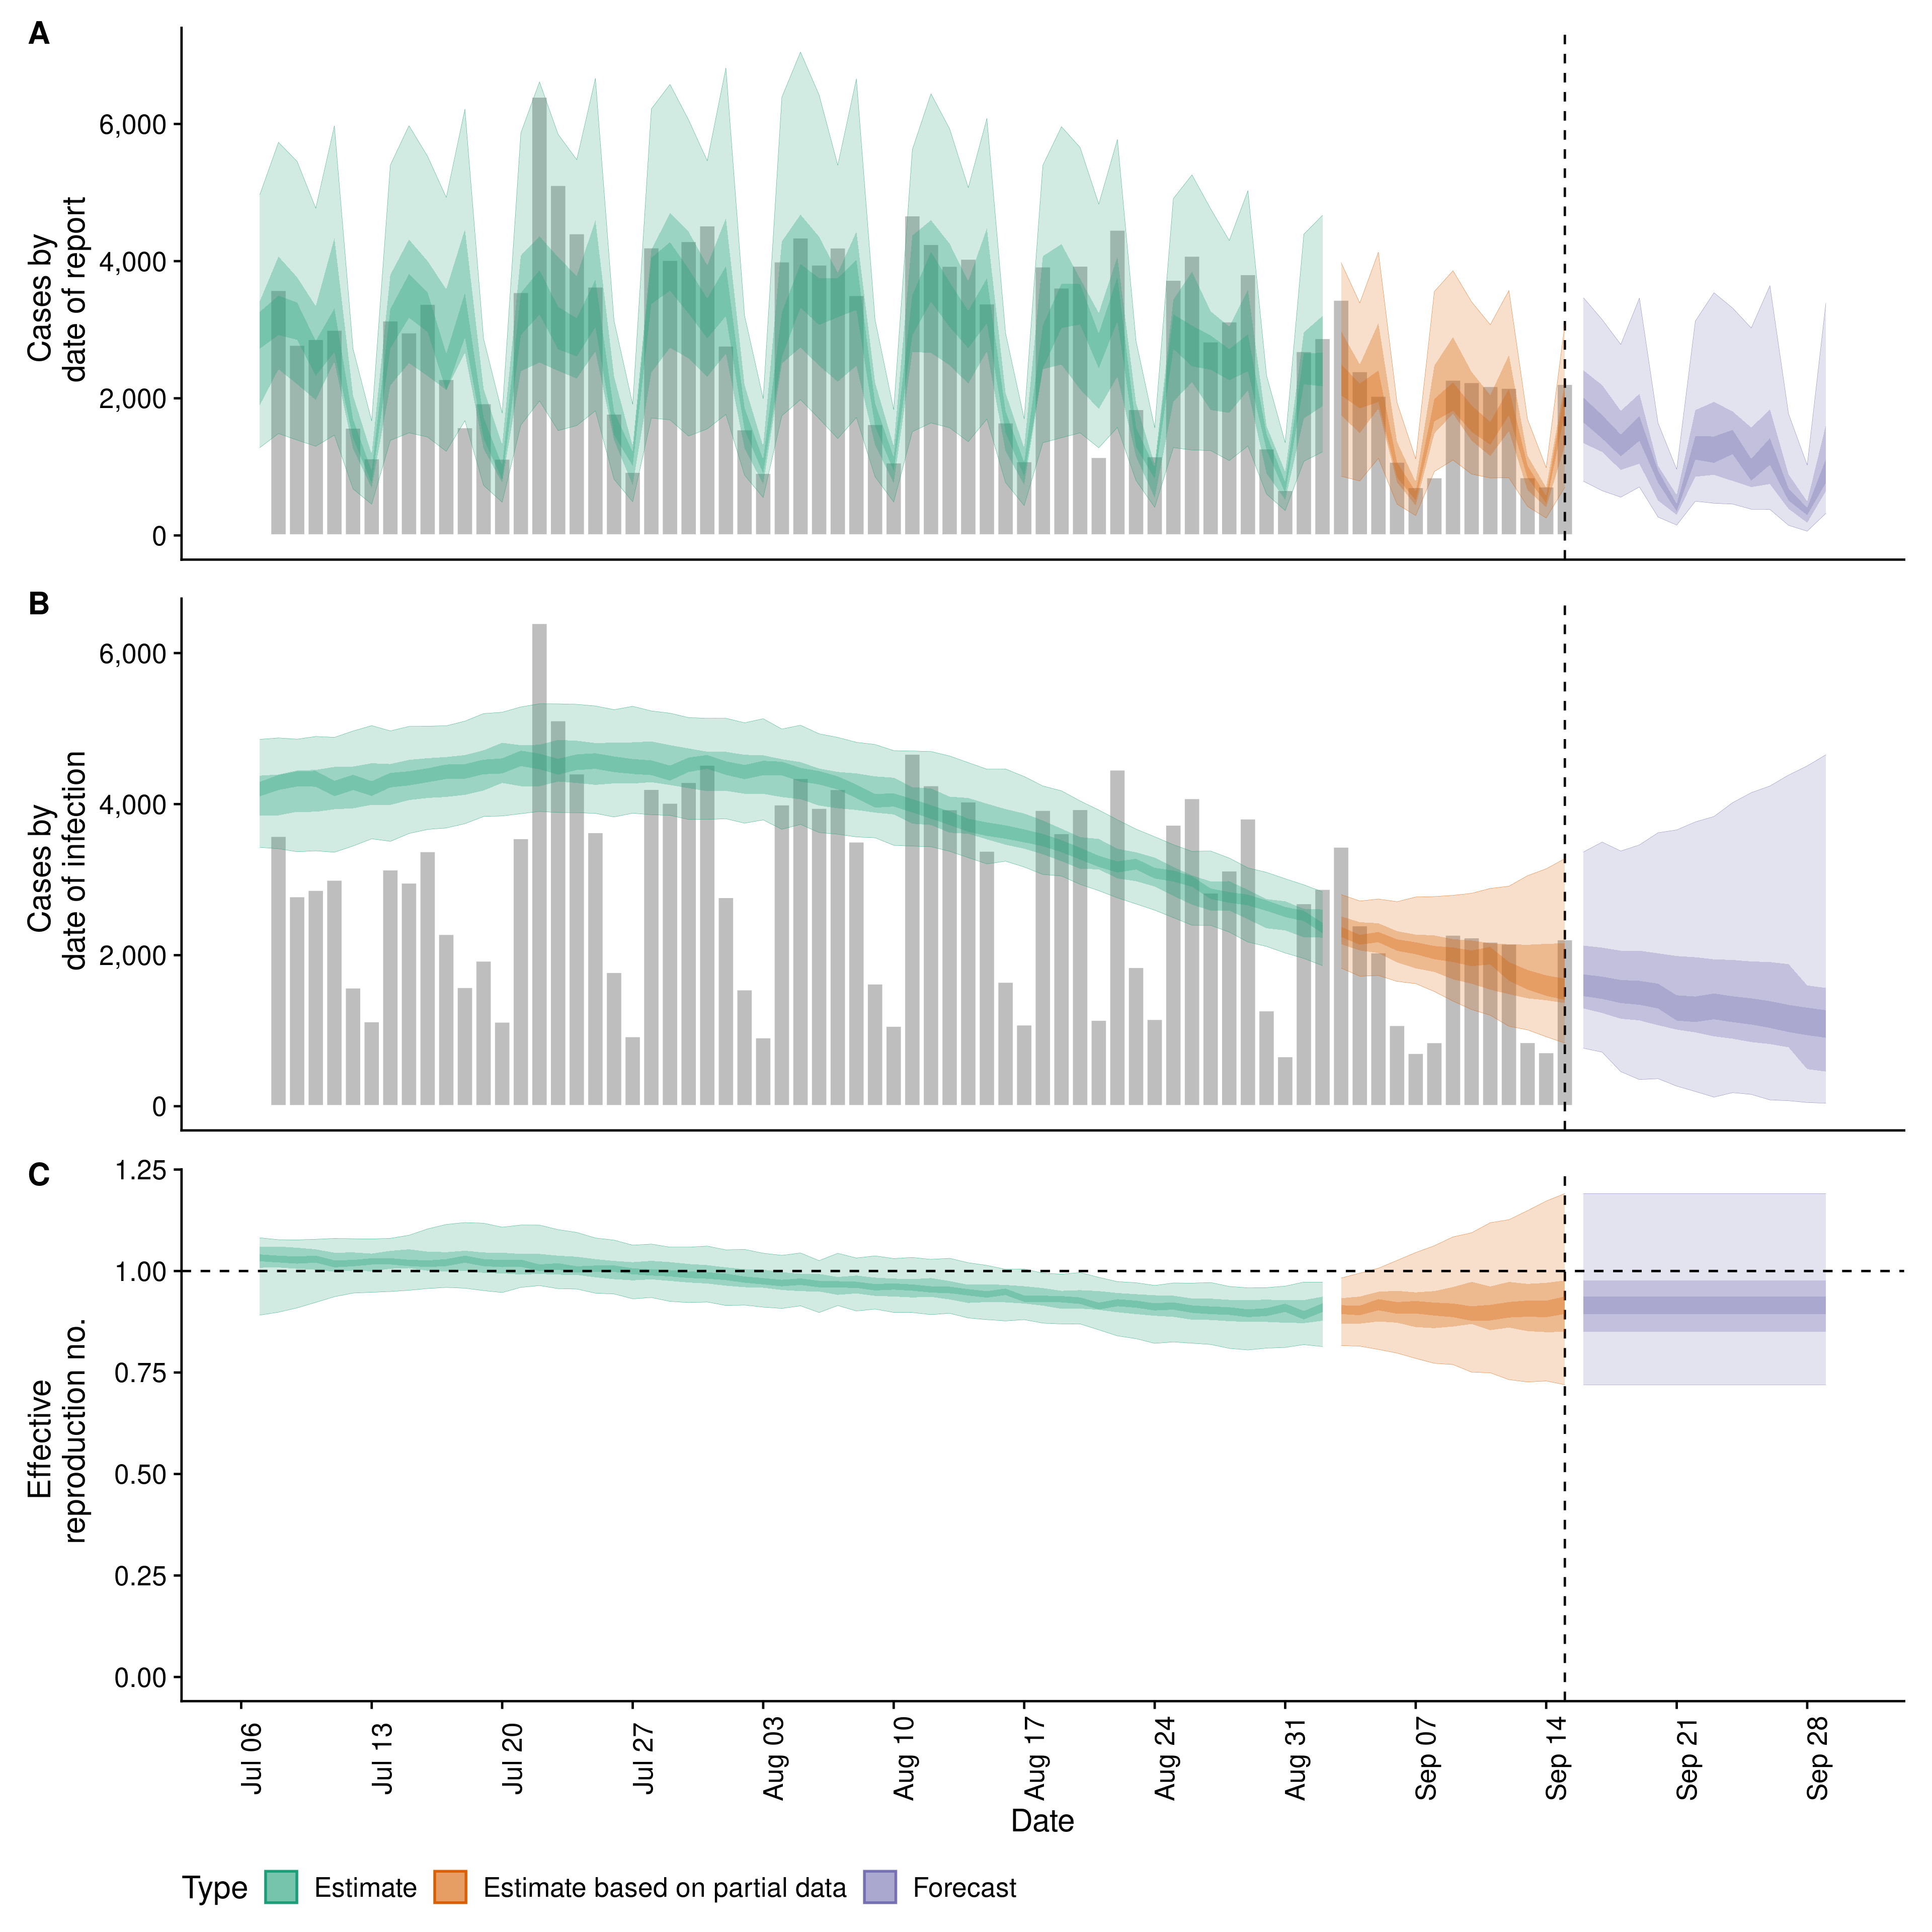 A
Cases by
date of report
6,000
4,000
2,000
0
B
Cases by
date of infection
6,000
4,000
2,000
0
C
Effective
reproduction no.
1.25
1.00
0.75
0.50
0.25
0.00
Jul 06
Jul 13
Jul 20
Jul 27
Aug 03
Aug 10
Aug 17
Aug 24
Aug 31
Sep 07
Sep 14
Sep 21
Sep 28
Date
Type Estimate Estimate based on partial data Forecast